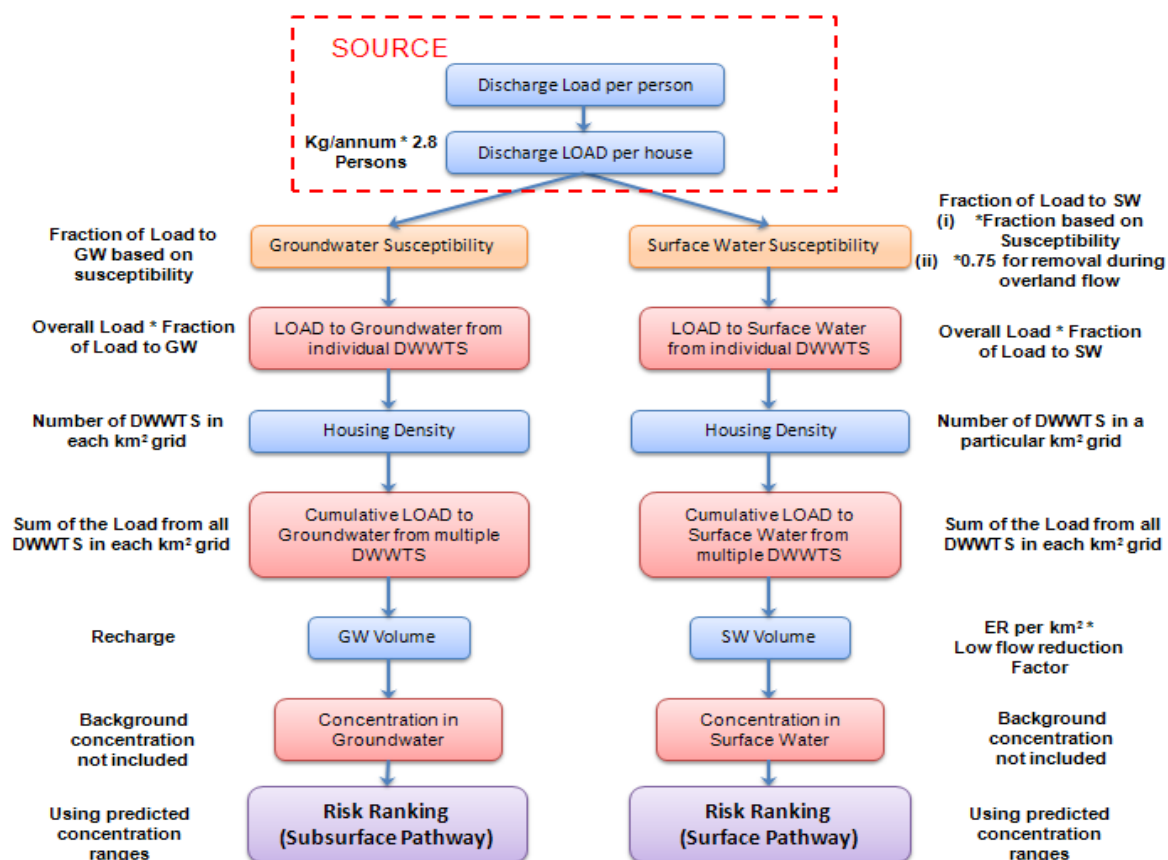 SOURCE
Discharge Load per person
Kg/annum * 2.8
Persons
Discharge LOAD per house
Fraction of Load to
GW based on
susceptibility
Groundwater Susceptibility
Surface Water Susceptibility
Fraction of Load to SW
(i) *Fraction based on
Susceptibility
(ii) *0.75 for removal during
overland flow
Overall Load * Fraction
of Load to GW
LOAD to Groundwater from
individual DWWTS
LOAD to Surface Water
from individual DWWTS
Overall Load * Fraction
of Load to SW
Number of DWWTS in
each km² grid
Housing Density
Housing Density
Number of DWWTS in a
particular km² grid
Sum of the Load from all
DWWTS in each km² grid
Cumulative LOAD to
Groundwater from multiple
DWWTS
Cumulative LOAD to
Surface Water from
multiple DWWTS
Sum of the Load from all
DWWTS in each km² grid
Recharge
GW Volume
SW Volume
ER per km² *
Low flow reduction
Factor
Background
concentration
not included
Concentration in
Groundwater
Concentration in
Surface Water
Background
concentration
not included
Using predicted
concentration
ranges
Risk Ranking
(Subsurface Pathway)
Risk Ranking
(Surface Pathway)
Using predicted
concentration
ranges